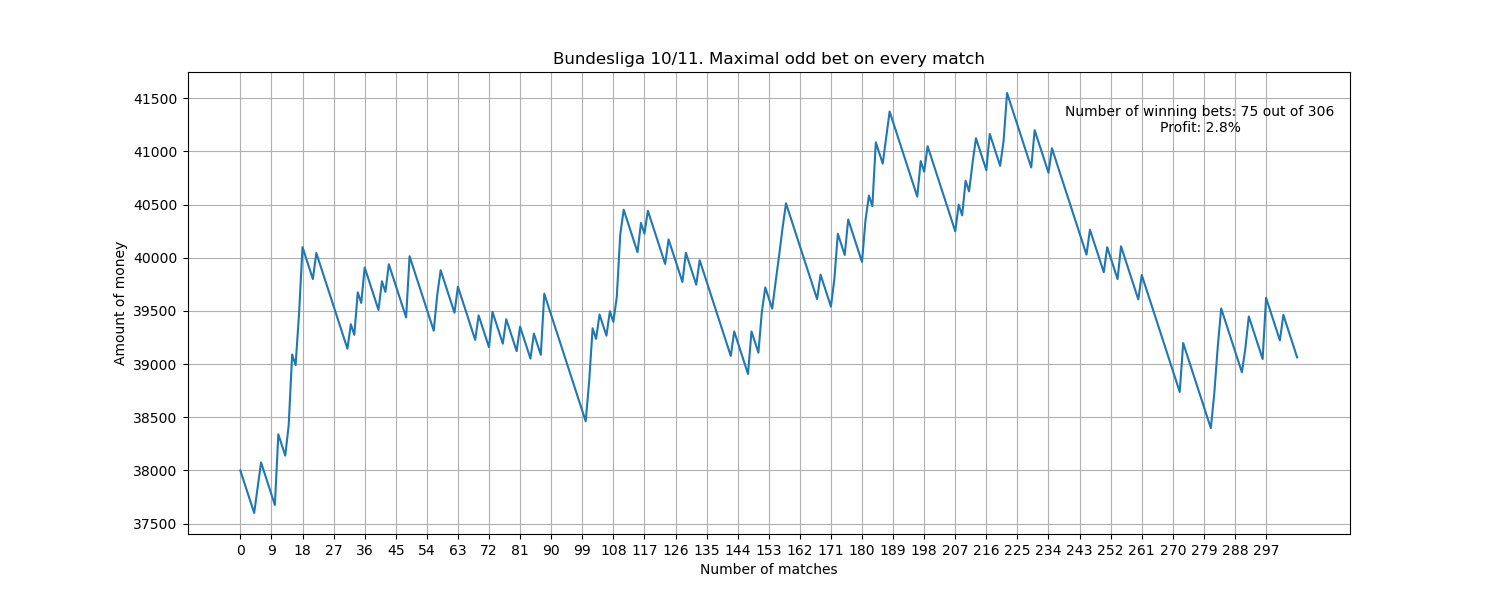 Bundesliga 10/11. Maximal odd bet on every match
Number of winning bets: 75 out of 306
Profit: 2.8%
Amount of money
41500
41000
40500
40000
39500
39000
38500
38000
37500
0 9 18 27 36 45 54 63 72 81 90 99 108 117 126 135 144 153 162 171 180 189 198 207 216 225 234 243 252 261 270 279 288 297
Number of matches